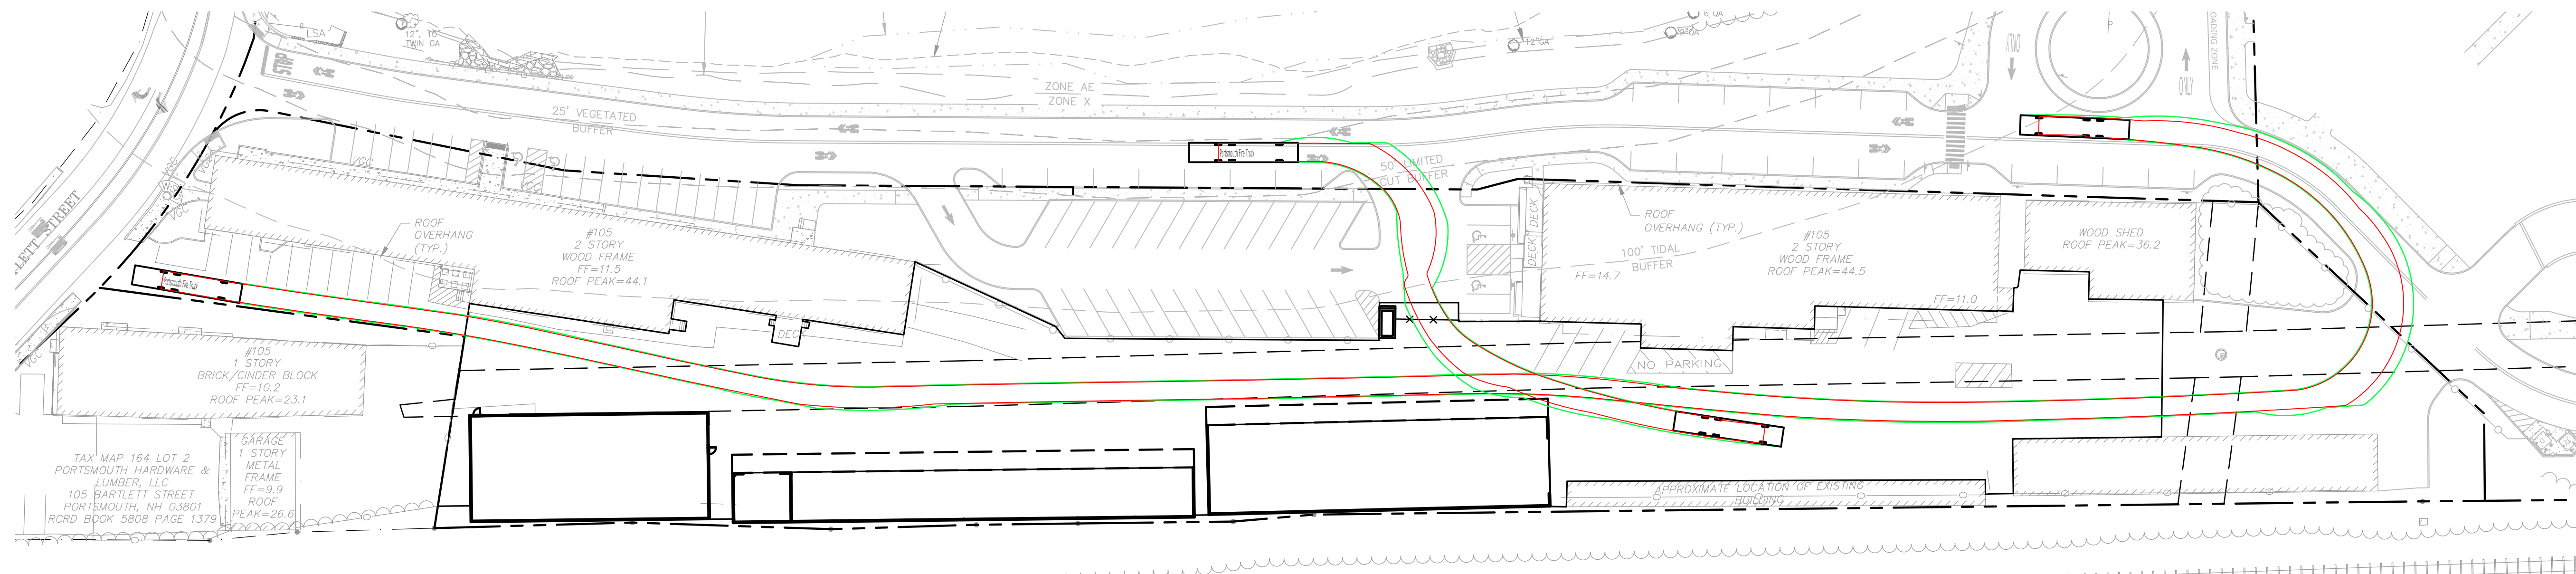 LSA
12", 16"
TWIN GA
STOP
6" OA
12"GA
ONLY
ONLY
LOADING ZONE
ZONE AE
ZONE X
25' VEGETATED
BUFFER
50' LIMITED
CUT BUFFER
Portsmouth Fire Truck
VGC
VGC
VGC
VGC
VGC
ROOF
OVERHANG
(TYP.)
#105
2 STORY
WOOD FRAME
FF=11.5
ROOF PEAK=44.1
DECK
DECK
DECK
ROOF
OVERHANG (TYP.)
100' TIDAL
BUFFER
FF=14.7
#105
2 STORY
WOOD FRAME
ROOF PEAK=44.5
FF=11.0
WOOD SHED
ROOF PEAK=36.2
Portsmouth Fire Truck
DECK
NO PARKING
#105
1 STORY
BRICK/CINDER BLOCK
FF=10.2
ROOF PEAK=23.1
GARAGE
1 STORY
METAL
FRAME
FF=9.9
ROOF
PEAK=26.6
TAX MAP 164 LOT 2
PORTSMOUTH HARDWARE &
LUMBER, LLC
105 BARTLETT STREET
PORTSMOUTH, NH 03801
RCRD BOOK 5808 PAGE 1379
APPROXIMATE LOCATION OF EXISTING
BUILDING
STREET